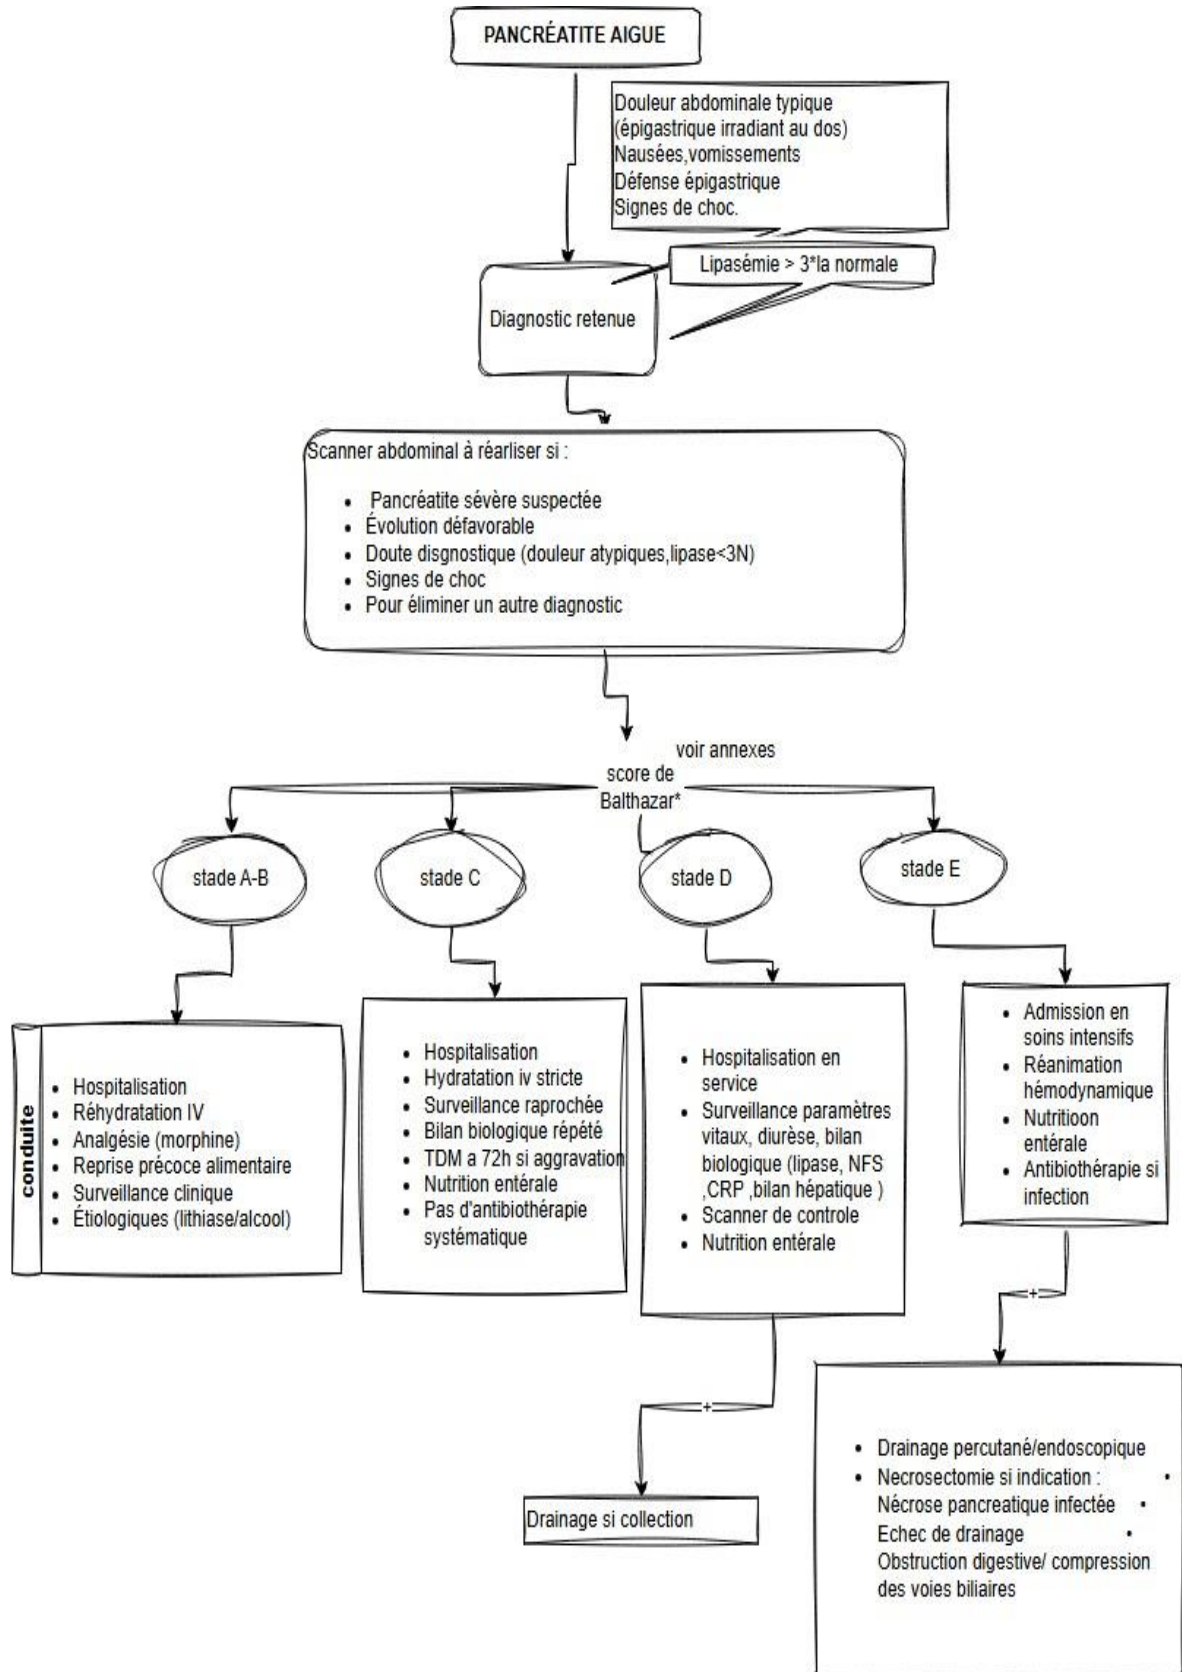 PANCRÉATITE AIGUE
Douleur abdominale typique
(épigastrique irradiant au dos)
Nausées,vomissements
Défense épigastrique
Signes de choc.
Lipasémie > 3*la normale
Diagnostic retenue
Scanner abdominal à réarliser si :
• Pancréatite sévère suspectée
• Évolution défavorable
• Doute disgnostique (douleur atypiques,lipase<3N)
• Signes de choc
• Pour éliminer un autre diagnostic
voir annexes
score de
Balthazar*
stade A-B
stade C
stade D
stade E
conduite
• Hospitalisation
• Réhydratation IV
• Analgésie (morphine)
• Reprise précoce alimentaire
• Surveillance clinique
• Étiologiques (lithiase/alcool)
• Hospitalisation
• Hydratation iv stricte
• Surveillance raprochée
• Bilan biologique répété
• TDM a 72h si aggravation
• Nutrition entérale
• Pas d'antibiothérapie
systématique
• Hospitalisation en
service
• Surveillance paramètres
vitaux, diurèse, bilan
biologique (lipase, NFS
,CRP ,bilan hépatique )
• Scanner de controle
• Nutrition entérale
• Admission en
soins intensifs
• Réanimation
hémodynamique
• Nutritioon
entérale
• Antibiothérapie si
infection
+
+
Drainage si collection
• Drainage percutané/endoscopique
• Necrosectomie si indication : •
Nécrose pancreatique infectée •
Echec de drainage •
Obstruction digestive/ compression
des voies biliaires